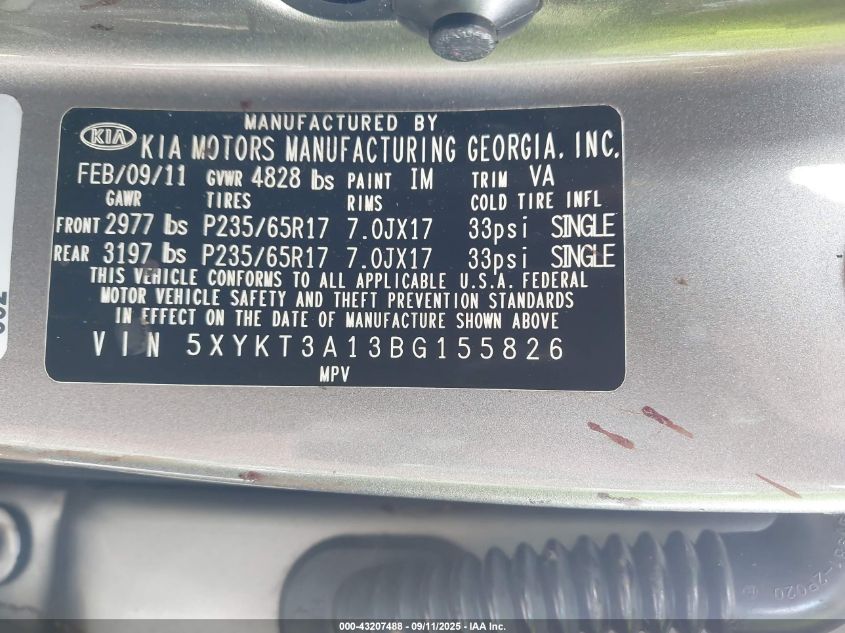 MANUFACTURED BY
KIA KIA MOTORS MANUFACTURING GEORGIA, INC.
FEB/09/11 GVWR 4828 lbs PAINT IM TRIM VA
GAWR TIRES RIMS COLD TIRE INFL
FRONT 2977 lbs P235/65R17 7.0JX17 33psi SINGLE
REAR 3197 lbs P235/65R17 7.0JX17 33psi SINGLE
THIS VEHICLE CONFORMS TO ALL APPLICABLE U.S.A. FEDERAL
MOTOR VEHICLE SAFETY AND THEFT PREVENTION STANDARDS
IN EFFECT ON THE DATE OF MANUFACTURE SHOWN ABOVE
VIN 5XYKT3A13BG155826
MPV
000-43207488 - 09/11/2025 - IAA Inc.